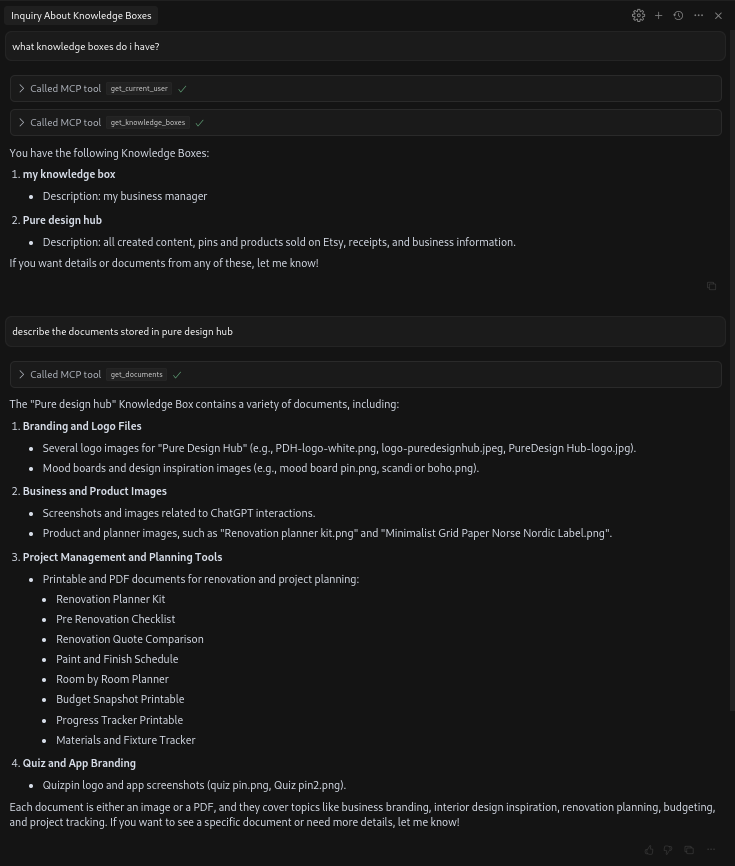 Inquiry About Knowledge Boxes
what knowledge boxes do i have?
Called MCP tool get_current_user
Called MCP tool get_knowledge_boxes
You have the following Knowledge Boxes:
1. my knowledge box
• Description: my business manager
2. Pure design hub
• Description: all created content, pins and products sold on Etsy, receipts, and business information.
If you want details or documents from any of these, let me know!
describe the documents stored in pure design hub
Called MCP tool get_documents
The "Pure design hub" Knowledge Box contains a variety of documents, including:
1. Branding and Logo Files
• Several logo images for "Pure Design Hub" (e.g., PDH-logo-white.png, logo-puredesignhub.jpeg, PureDesign Hub-logo.jpg).
• Mood boards and design inspiration images (e.g., mood board pin.png, scandi or boho.png).
2. Business and Product Images
• Screenshots and images related to ChatGPT interactions.
• Product and planner images, such as "Renovation planner kit.png" and "Minimalist Grid Paper Norse Nordic Label.png".
3. Project Management and Planning Tools
• Printable and PDF documents for renovation and project planning:
• Renovation Planner Kit
• Pre Renovation Checklist
• Renovation Quote Comparison
• Paint and Finish Schedule
• Room by Room Planner
• Budget Snapshot Printable
• Progress Tracker Printable
• Materials and Fixture Tracker
4. Quiz and App Branding
• Quizpin logo and app screenshots (quiz pin.png, Quiz pin2.png).
Each document is either an image or a PDF, and they cover topics like business branding, interior design inspiration, renovation planning, budgeting,
and project tracking. If you want to see a specific document or need more details, let me know!